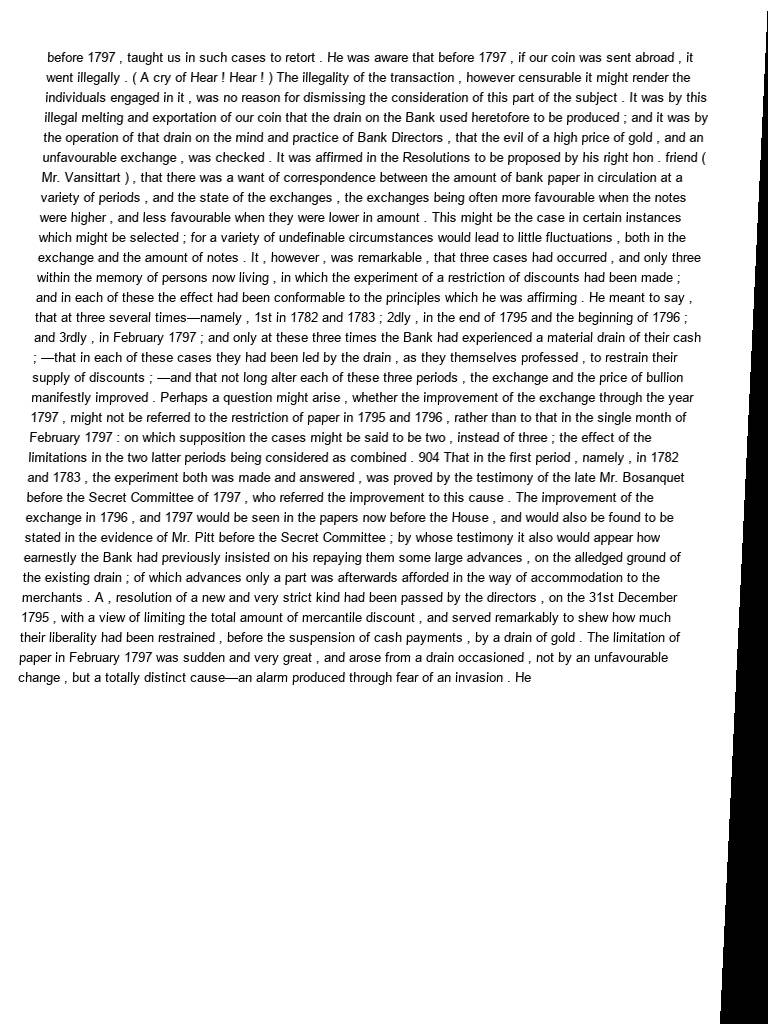 before 1797 , taught us in such cases to retort . He was aware that before 1797 , if our coin was sent abroad , it
went illegally . ( A cry of Hear ! Hear ! ) The illegality of the transaction , however censurable it might render the
individuals engaged in it , was no reason for dismissing the consideration of this part of the subject . It was by this
illegal melting and exportation of our coin that the drain on the Bank used heretofore to be produced ; and it was by
the operation of that drain on the mind and practice of Bank Directors , that the evil of a high price of gold , and an
unfavourable exchange , was checked . It was affirmed in the Resolutions to be proposed by his right hon . friend (
Mr. Vansittart ) , that there was a want of correspondence between the amount of bank paper in circulation at a
variety of periods , and the state of the exchanges , the exchanges being often more favourable when the notes
were higher , and less favourable when they were lower in amount . This might be the case in certain instances
which might be selected ; for a variety of undefinable circumstances would lead to little fluctuations , both in the
exchange and the amount of notes . It , however , was remarkable , that three cases had occurred , and only three
within the memory of persons now living , in which the experiment of a restriction of discounts had been made ;
and in each of these the effect had been conformable to the principles which he was affirming . He meant to say ,
that at three several times—namely , 1st in 1782 and 1783 ; 2dly , in the end of 1795 and the beginning of 1796 ;
and 3rdly , in February 1797 ; and only at these three times the Bank had experienced a material drain of their cash
; —that in each of these cases they had been led by the drain , as they themselves professed , to restrain their
supply of discounts ; —and that not long alter each of these three periods , the exchange and the price of bullion
manifestly improved . Perhaps a question might arise , whether the improvement of the exchange through the year
1797 , might not be referred to the restriction of paper in 1795 and 1796 , rather than to that in the single month of
February 1797 : on which supposition the cases might be said to be two , instead of three ; the effect of the
limitations in the two latter periods being considered as combined . 904 That in the first period , namely , in 1782
and 1783 , the experiment both was made and answered , was proved by the testimony of the late Mr. Bosanquet
before the Secret Committee of 1797 , who referred the improvement to this cause . The improvement of the
exchange in 1796 , and 1797 would be seen in the papers now before the House , and would also be found to be
stated in the evidence of Mr. Pitt before the Secret Committee ; by whose testimony it also would appear how
earnestly the Bank had previously insisted on his repaying them some large advances , on the alledged ground of
the existing drain ; of which advances only a part was afterwards afforded in the way of accommodation to the
merchants . A , resolution of a new and very strict kind had been passed by the directors , on the 31st December
1795 , with a view of limiting the total amount of mercantile discount , and served remarkably to shew how much
their liberality had been restrained , before the suspension of cash payments , by a drain of gold . The limitation of
paper in February 1797 was sudden and very great , and arose from a drain occasioned , not by an unfavourable
change , but a totally distinct cause—an alarm produced through fear of an invasion . He